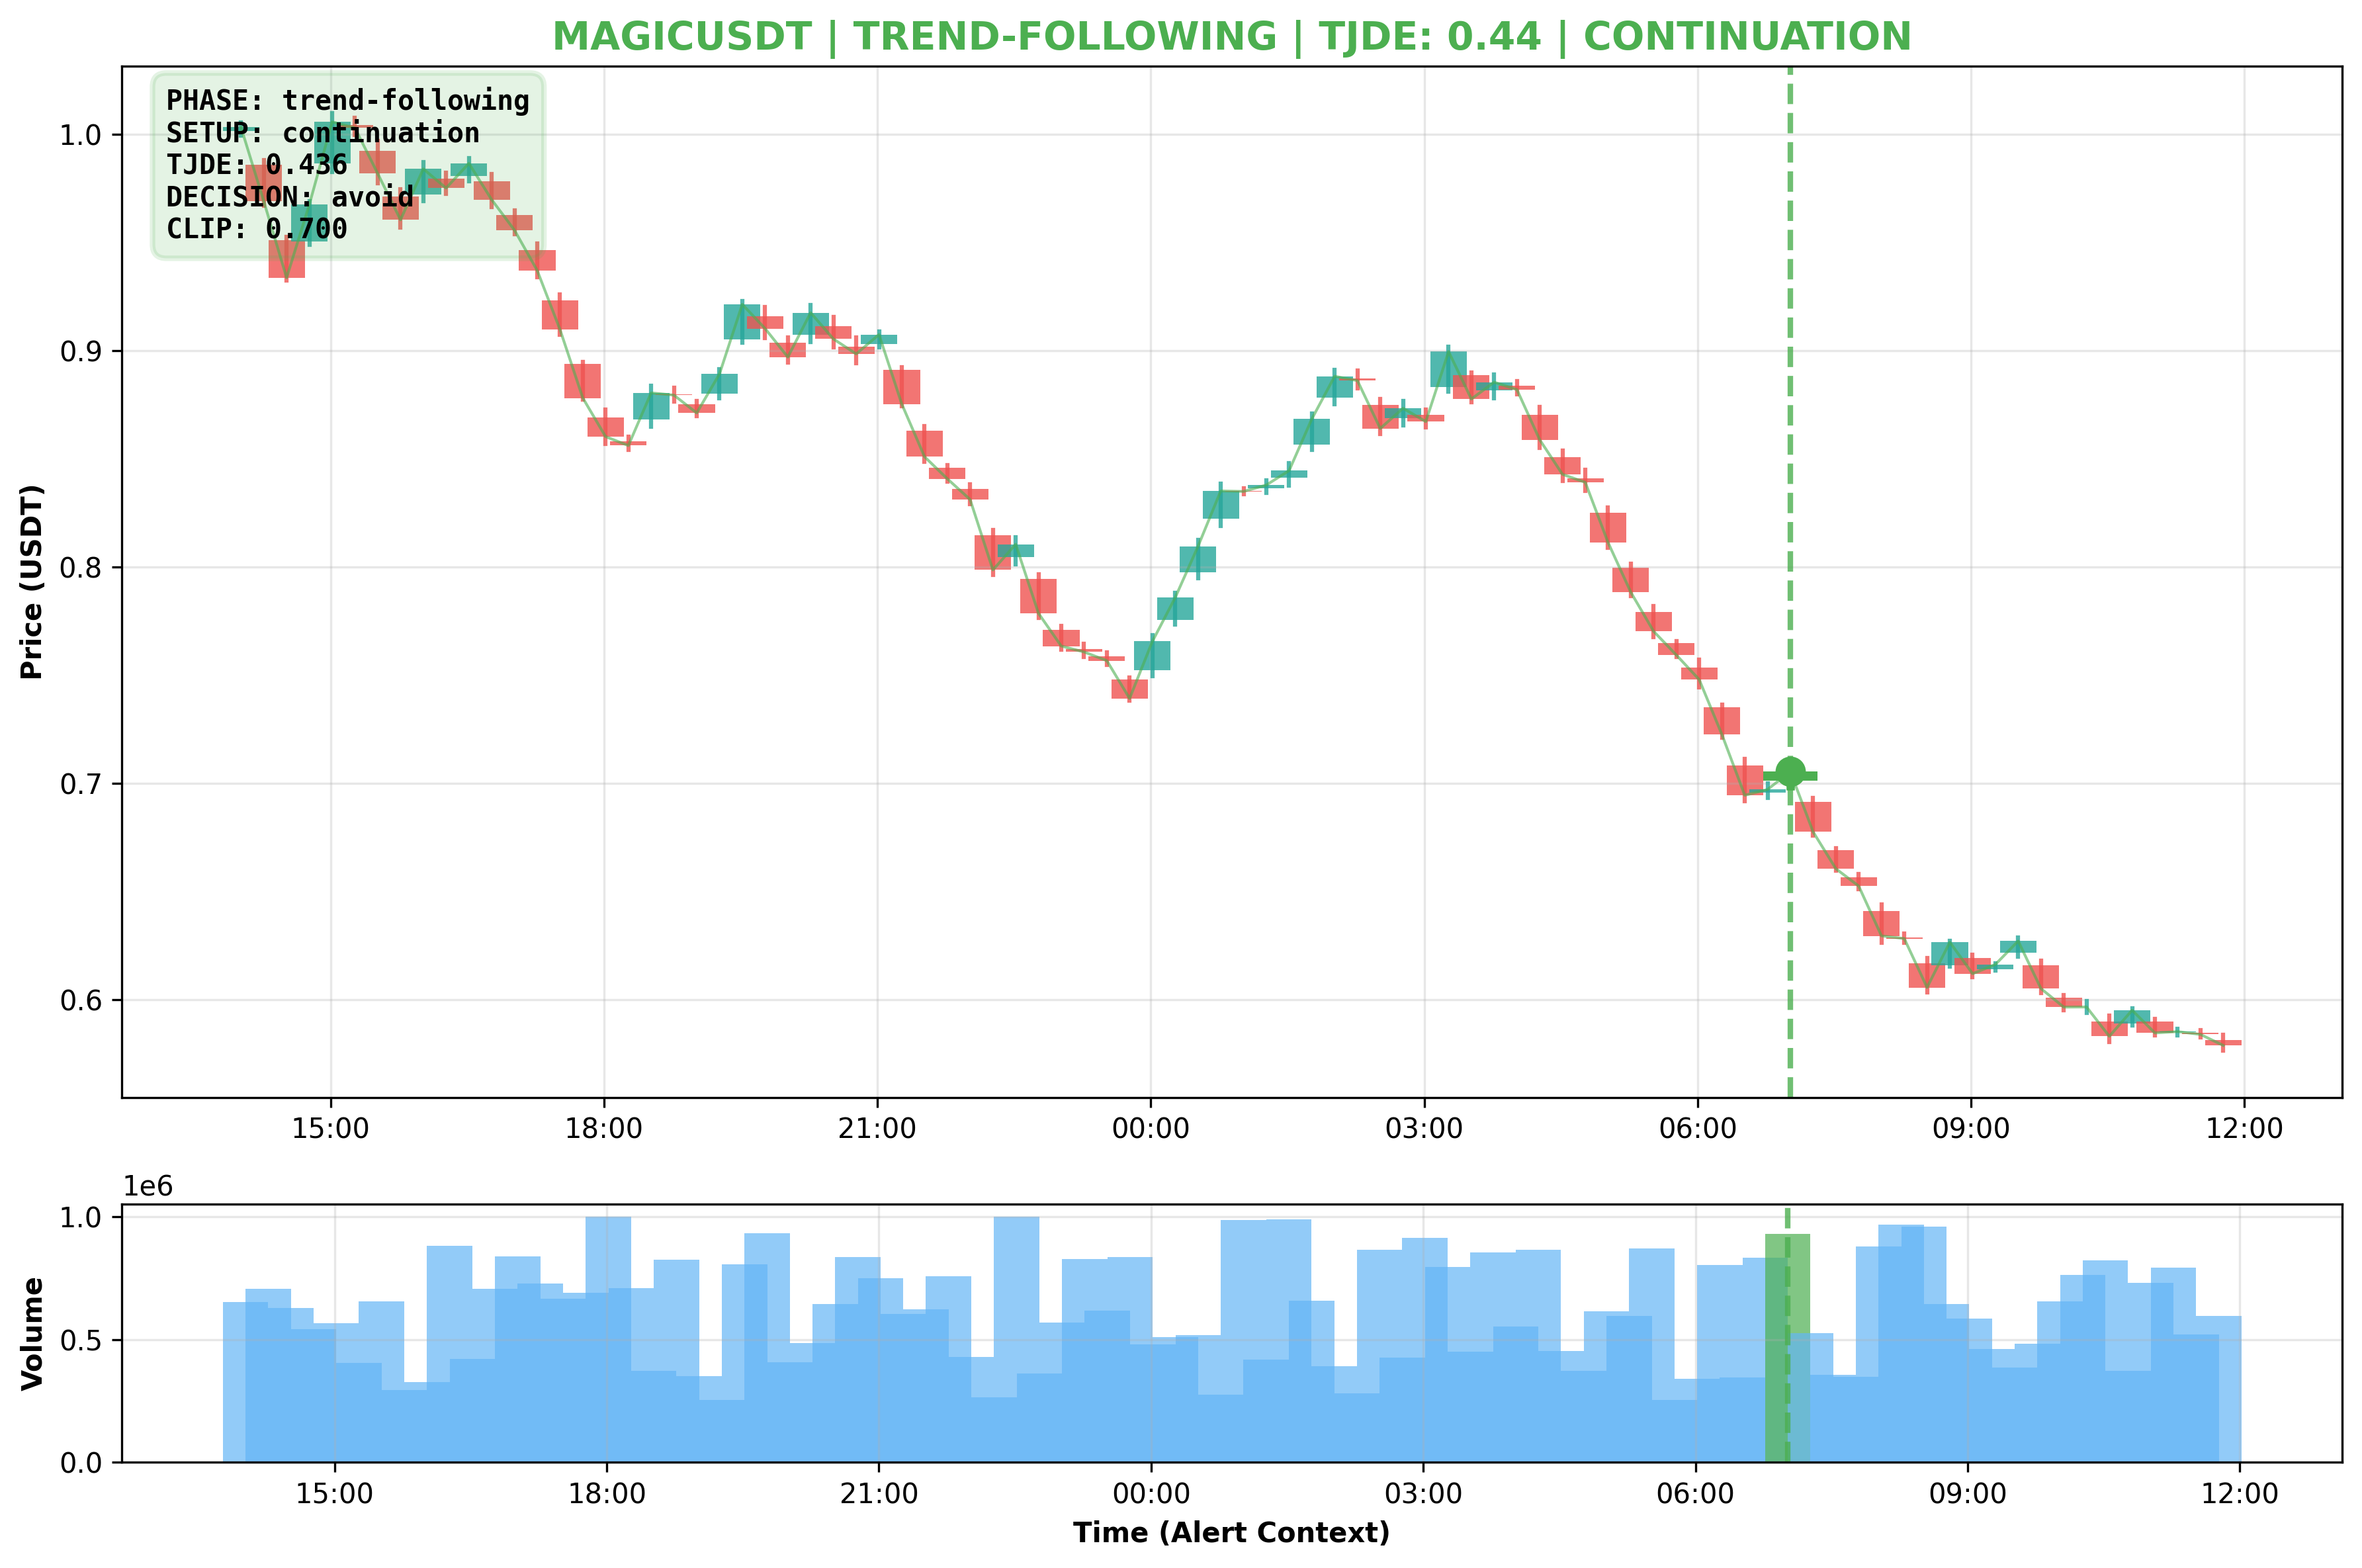 MAGICUSDT | TREND-FOLLOWING | TJDE: 0.44 | CONTINUATION
PHASE: trend-following
SETUP: continuation
TJDE: 0.436
DECISION: avoid
CLIP: 0.700
Price (USDT)
1.0
0.9
0.8
0.7
0.6
15:00 18:00 21:00 00:00 03:00 06:00 09:00 12:00
1e6
Volume
1.0
0.5
0.0
15:00 18:00 21:00 00:00 03:00 06:00 09:00 12:00
Time (Alert Context)